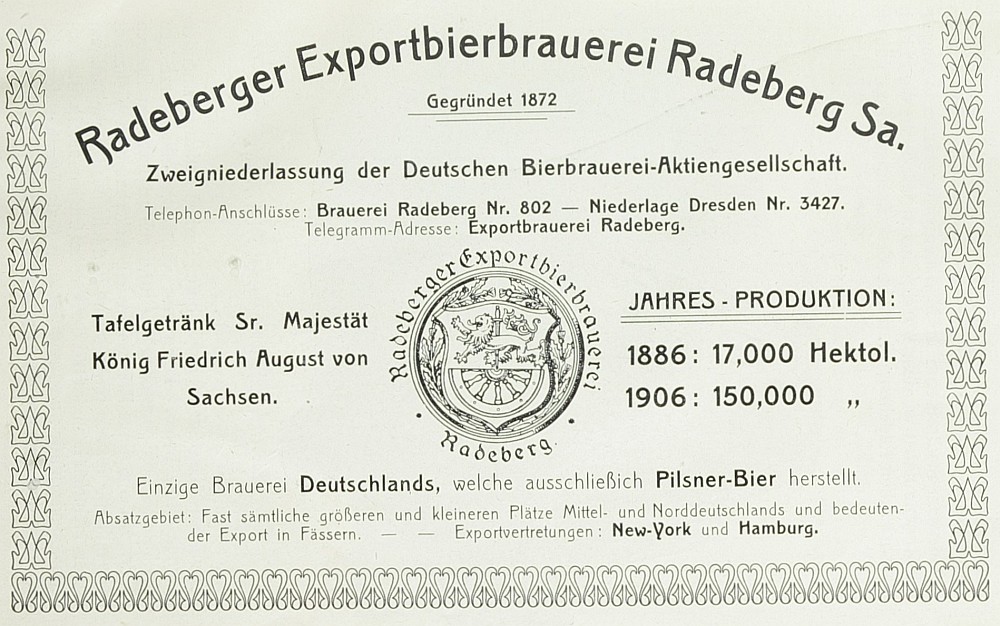 Radeberger Exportbierbrauerei Radeberg Sa.
Gegründet 1872
Zweigniederlassung der Deutschen Bierbrauerei-Aktiengesellschaft.
Telephon-Anschlüsse: Brauerei Radeberg Nr. 802 — Niederlage Dresden Nr. 3427.
Telegramm-Adresse: Exportbrauerei Radeberg.
Tafelgetränk Sr. Majestät
König Friedrich August von
Sachsen.
Radeberger Exportbierbrauerei
Radeberg.
JAHRES - PRODUKTION:
1886: 17,000 Hektol.
1906: 150,000 „
Einzige Brauerei Deutschlands, welche ausschließich Pilsner-Bier herstellt.
Absatzgebiet: Fast sämtliche größeren und kleineren Plätze Mittel- und Norddeutschlands und bedeuten-
der Export in Fässern. — — Exportvertretungen: New-York und Hamburg.